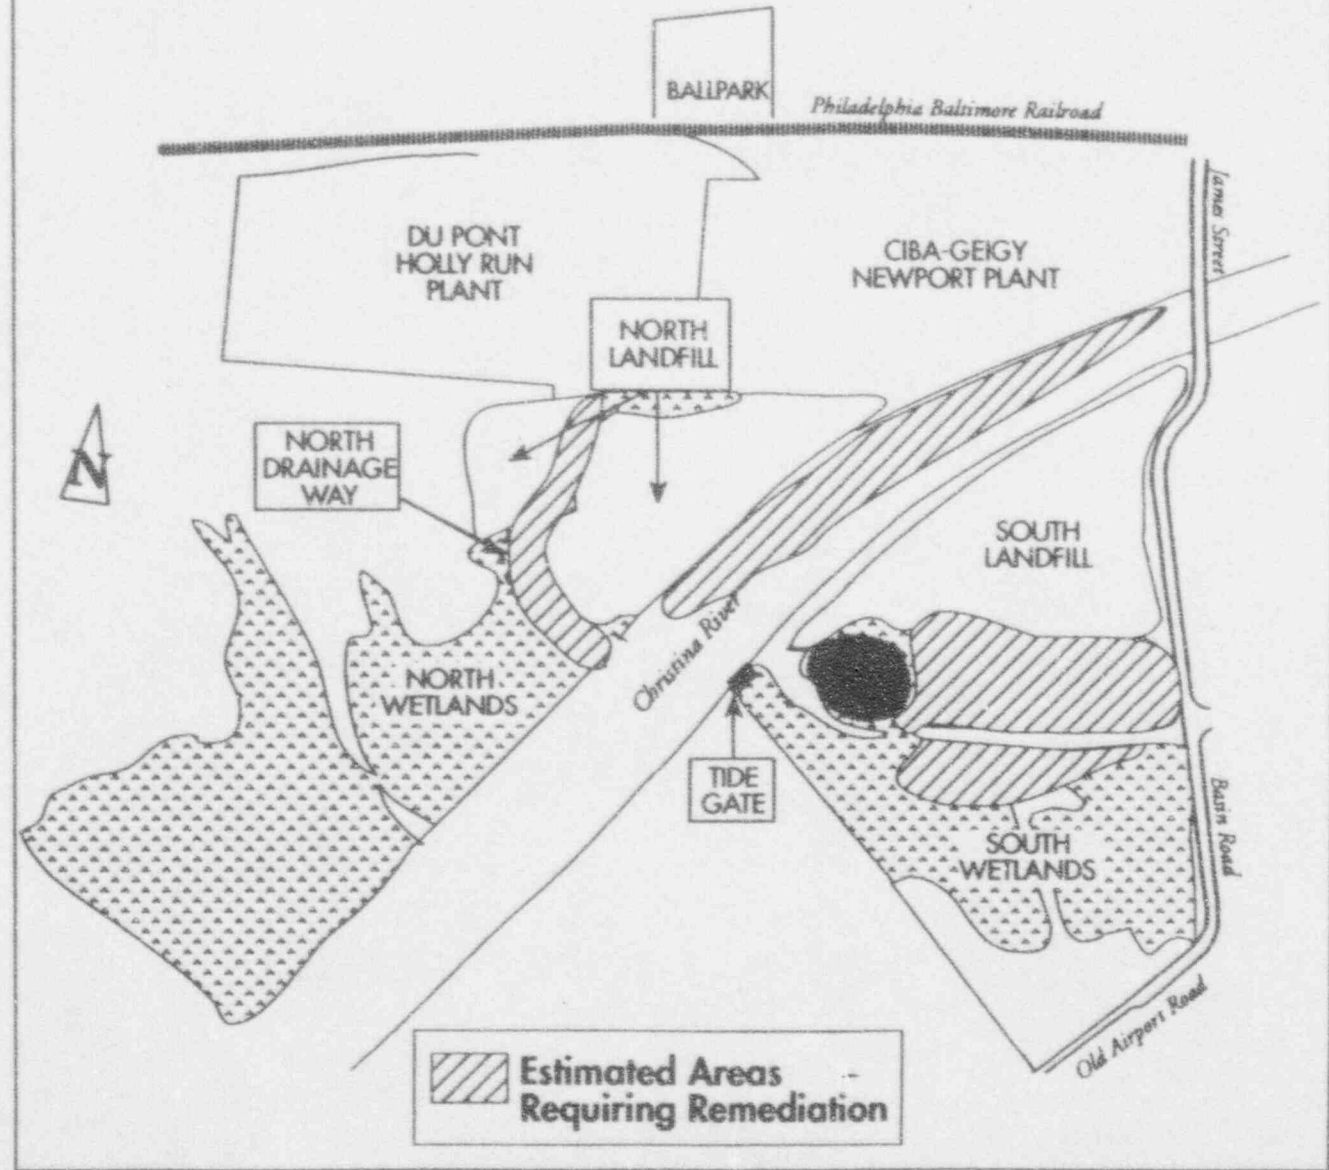 BALLPARK
Philadelphia Baltimore Railroad
James Street
DU PONT
HOLLY RUN
PLANT
CIBA-GEIGY
NEWPORT PLANT
NORTH
LANDFILL
NORTH
DRAINAGE
WAY
N
SOUTH
LANDFILL
Christina River
NORTH
WETLANDS
TIDE
GATE
Basin Road
SOUTH
WETLANDS
Old Airport Road
Estimated Areas
Requiring Remediation